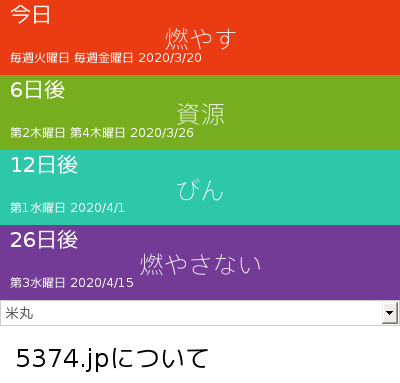 今日
燃やす
毎週火曜日 毎週金曜日 2020/3/20
6日後
資源
第2木曜日 第4木曜日 2020/3/26
12日後
びん
第1水曜日 2020/4/1
26日後
燃やさない
第3水曜日 2020/4/15
米丸
5374.jpについて